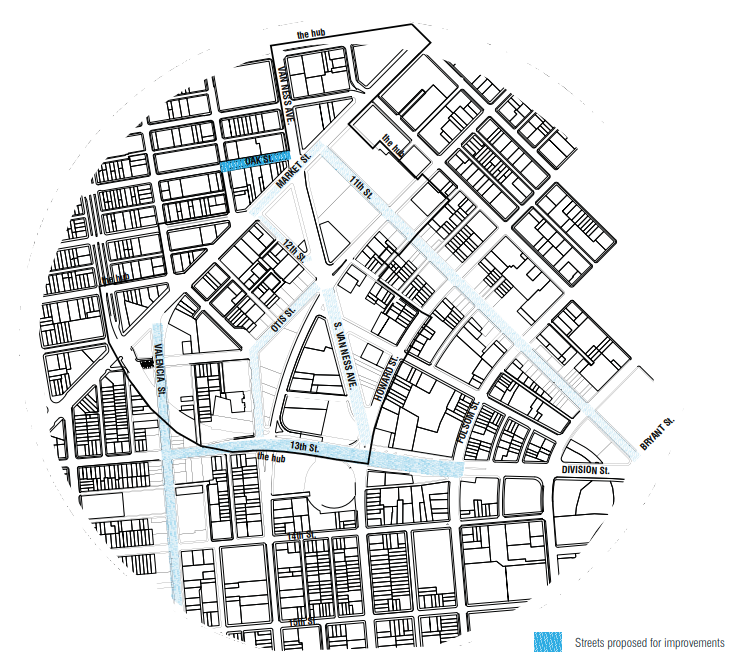 the hub
VAN NESS AVE.
the hub
OAK ST.
MARKET ST.
11th St.
12th St.
the hub
OTIS ST.
S. VAN NESS AVE.
VALENCIA St.
HOWARD St.
FOLSOM St.
BRYANT St.
13th St.
the hub
DIVISION St.
14th St.
15th St.
Streets proposed for improvements